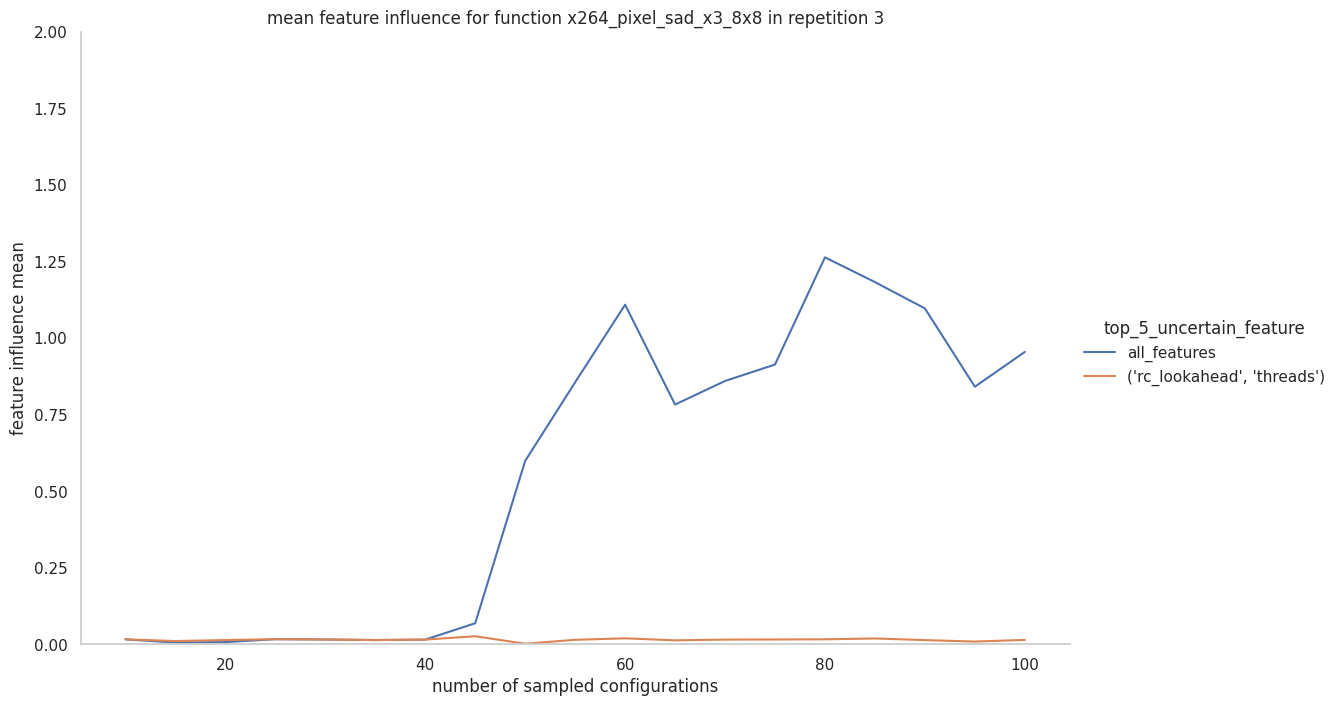 mean feature influence for function x264_pixel_sad_x3_8x8 in repetition 3
2.00
1.75
1.50
1.25
1.00
0.75
0.50
0.25
0.00
feature influence mean
20
40
60
80
100
number of sampled configurations
top_5_uncertain_feature
all_features
('rc_lookahead', 'threads')